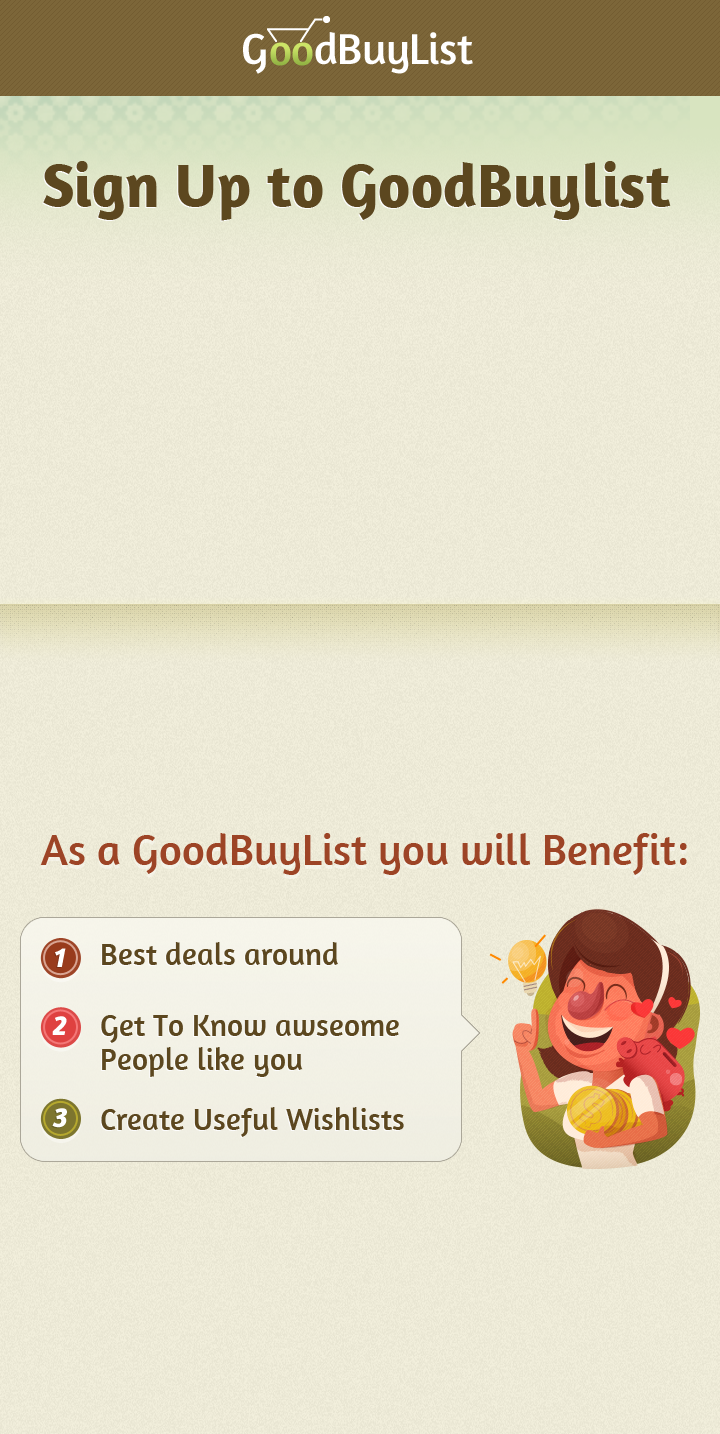 GoodBuyList
Sign Up to GoodBuylist
As a GoodBuyList you will Benefit:
1 Best deals around
2 Get To Know awseome
People like you
3 Create Useful Wishlists